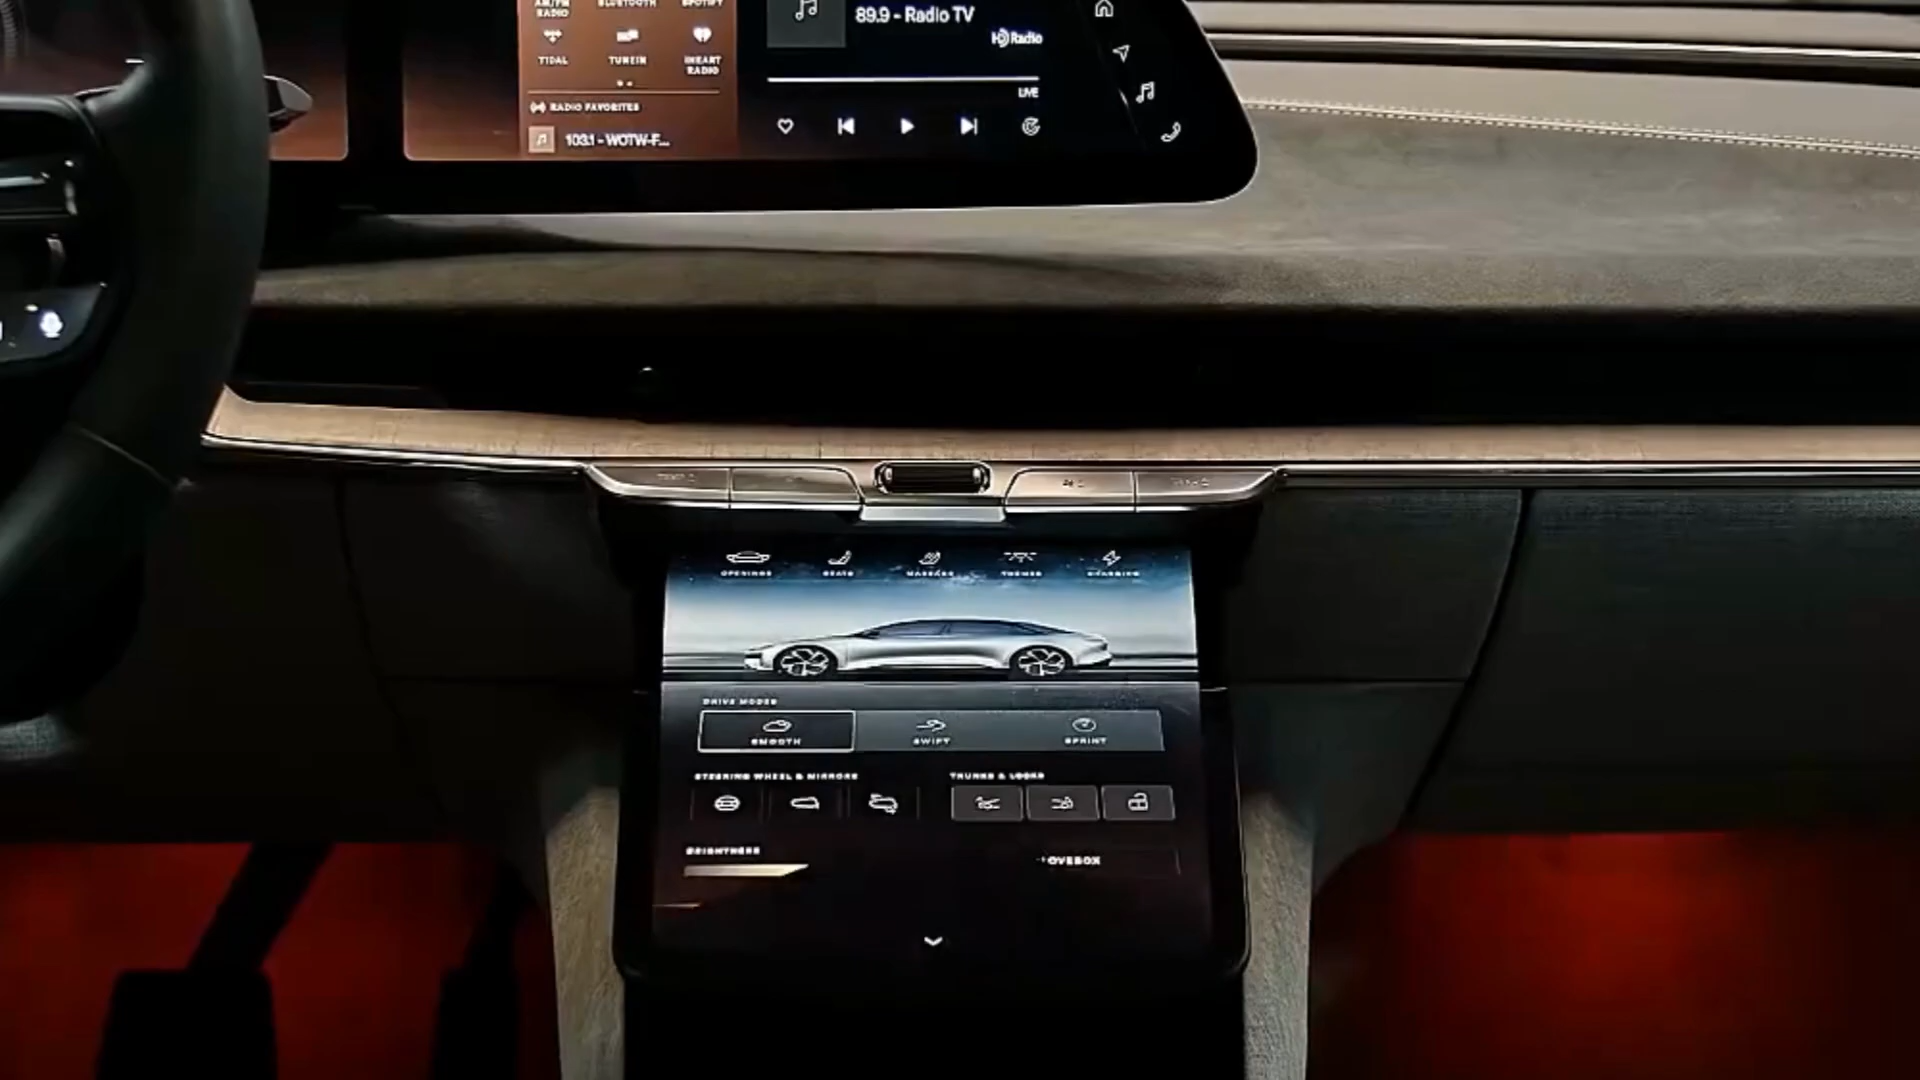 AM/FM RADIO
BLUETOOTH
SPOTIFY
TIDAL
TUNEIN
IHEART RADIO
RADIO FAVORITES
103.1 - WOTW-F...
89.9 - Radio TV
HD Radio
LIVE
OPENINGS
SEATS
MASSAGE
THEMES
CHARGING
DRIVE MODES
SMOOTH
SWIFT
SPRINT
STEERING WHEEL & MIRRORS
TRUNKS & LOCKS
BRIGHTNESS
OVEBOX